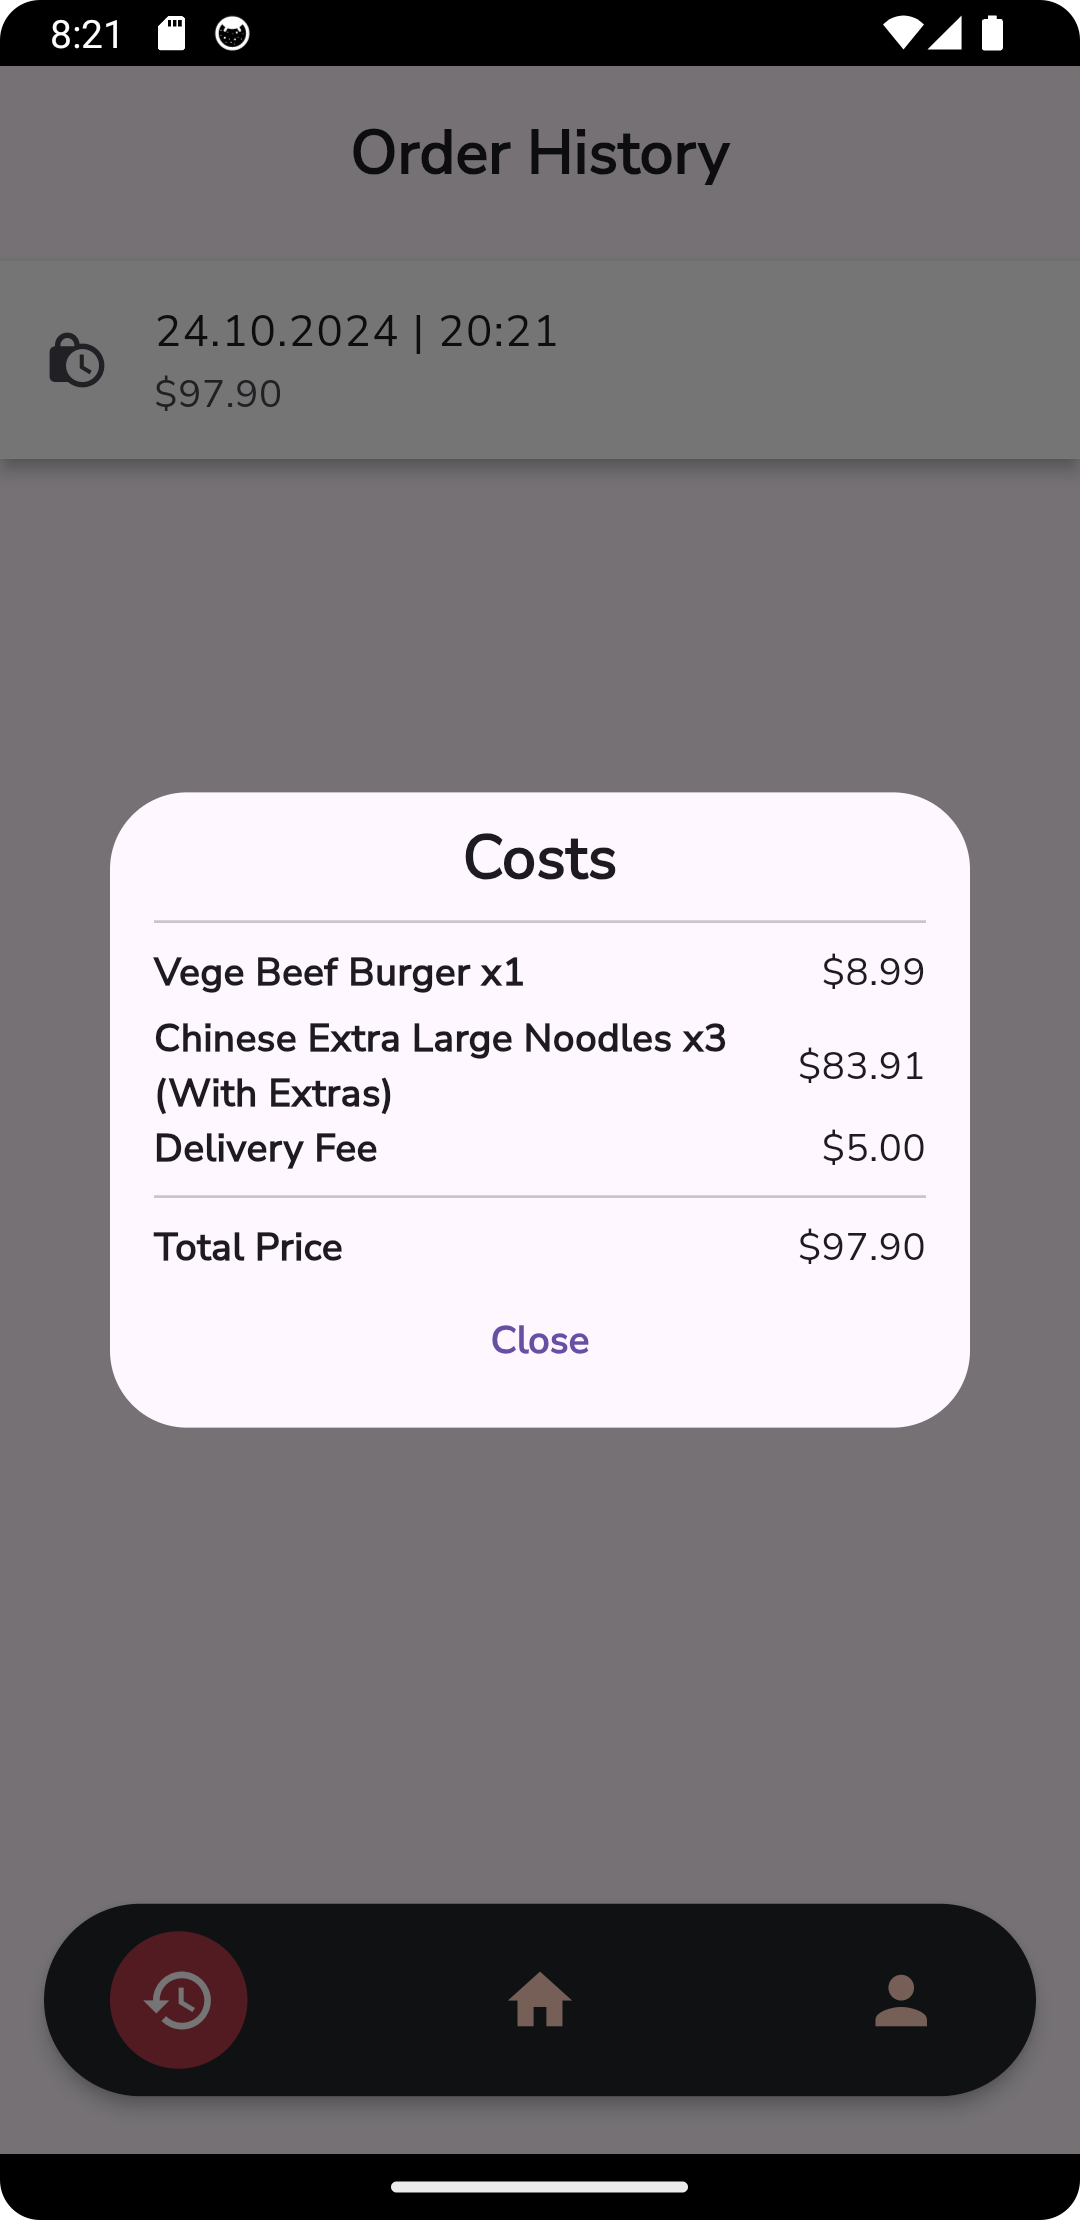 8:21
Order History
24.10.2024 | 20:21
$97.90
Costs
Vege Beef Burger x1 $8.99
Chinese Extra Large Noodles x3
(With Extras) $83.91
Delivery Fee $5.00
Total Price $97.90
Close